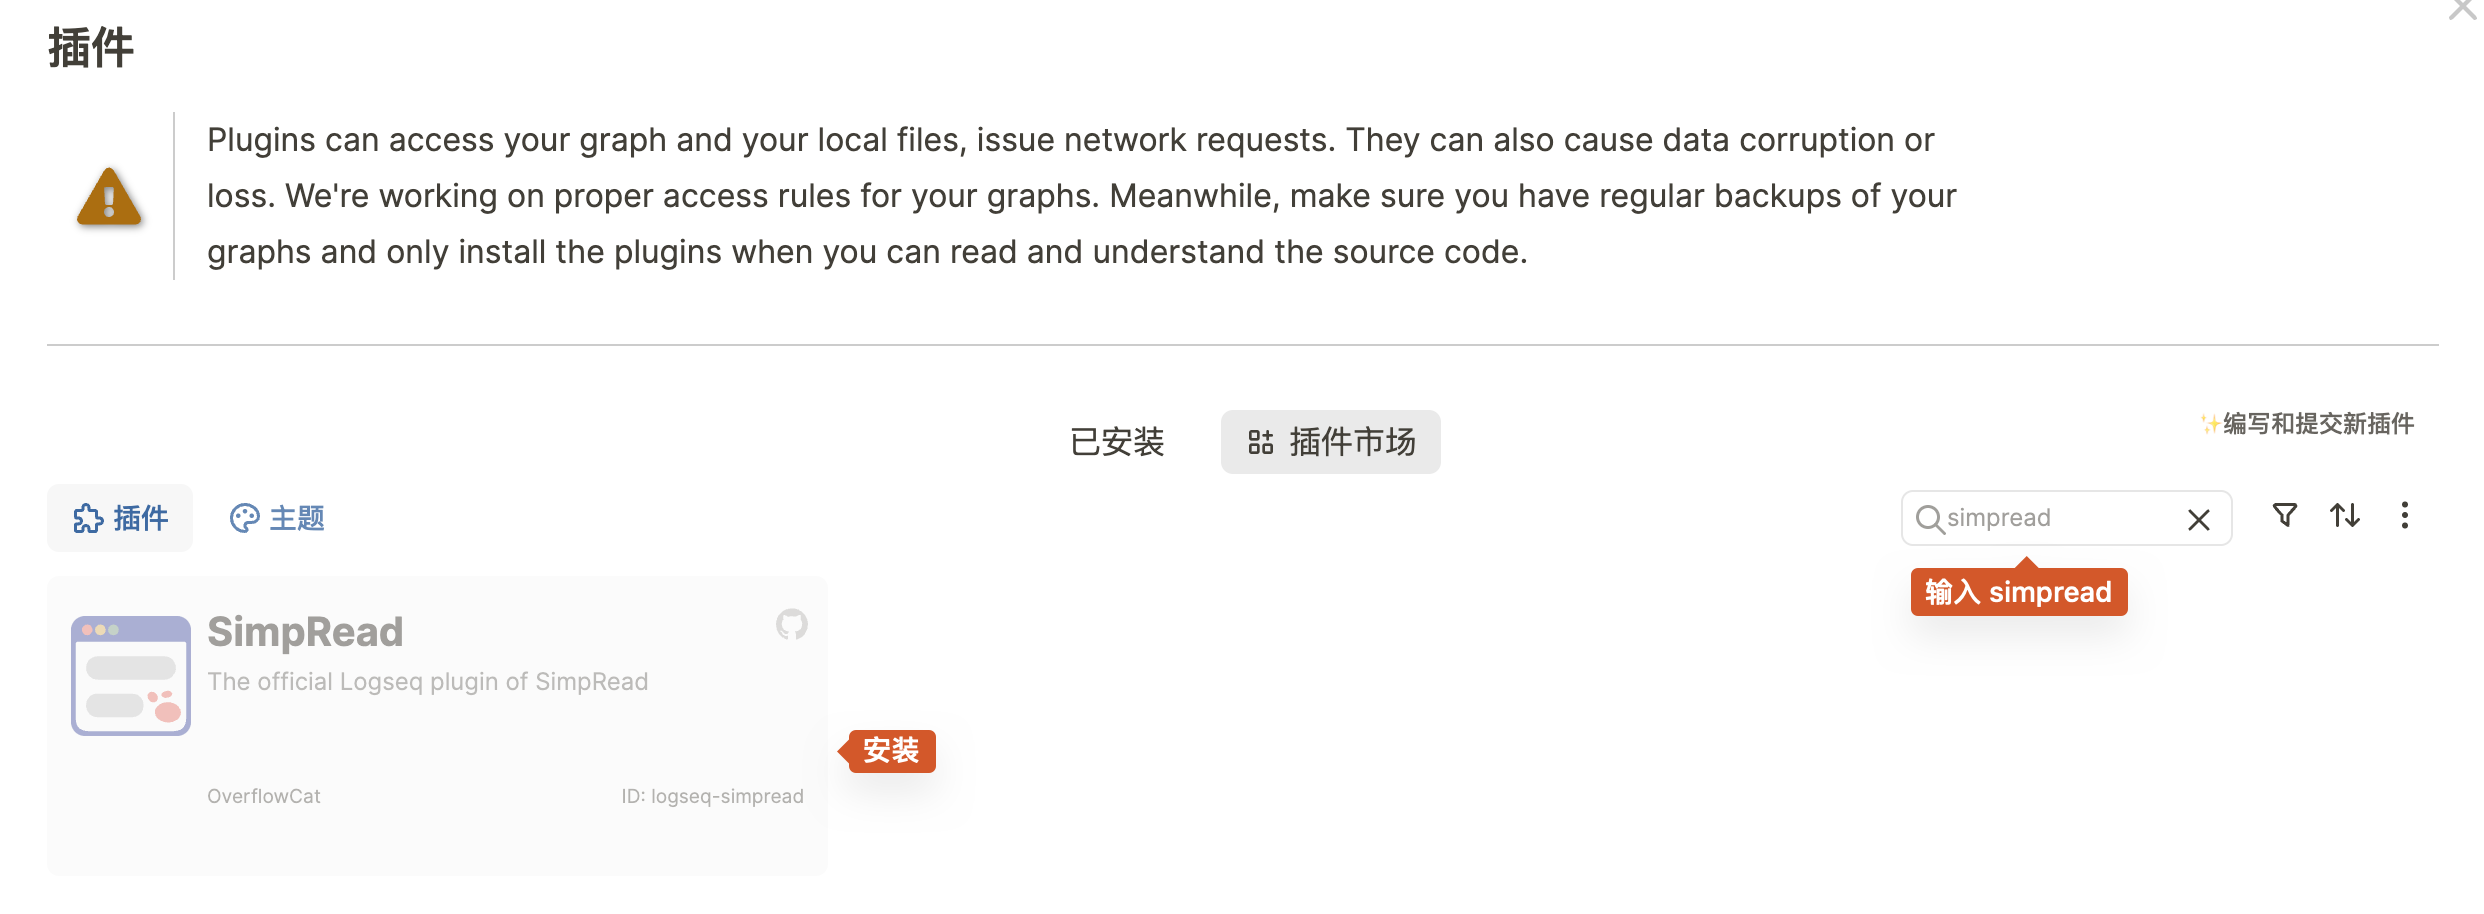 插件
Plugins can access your graph and your local files, issue network requests. They can also cause data corruption or
loss. We're working on proper access rules for your graphs. Meanwhile, make sure you have regular backups of your
graphs and only install the plugins when you can read and understand the source code.
已安装
插件市场
✨编写和提交新插件
插件
主题
simpread
输入 simpread
SimpRead
The official Logseq plugin of SimpRead
安装
OverflowCat
ID: logseq-simpread